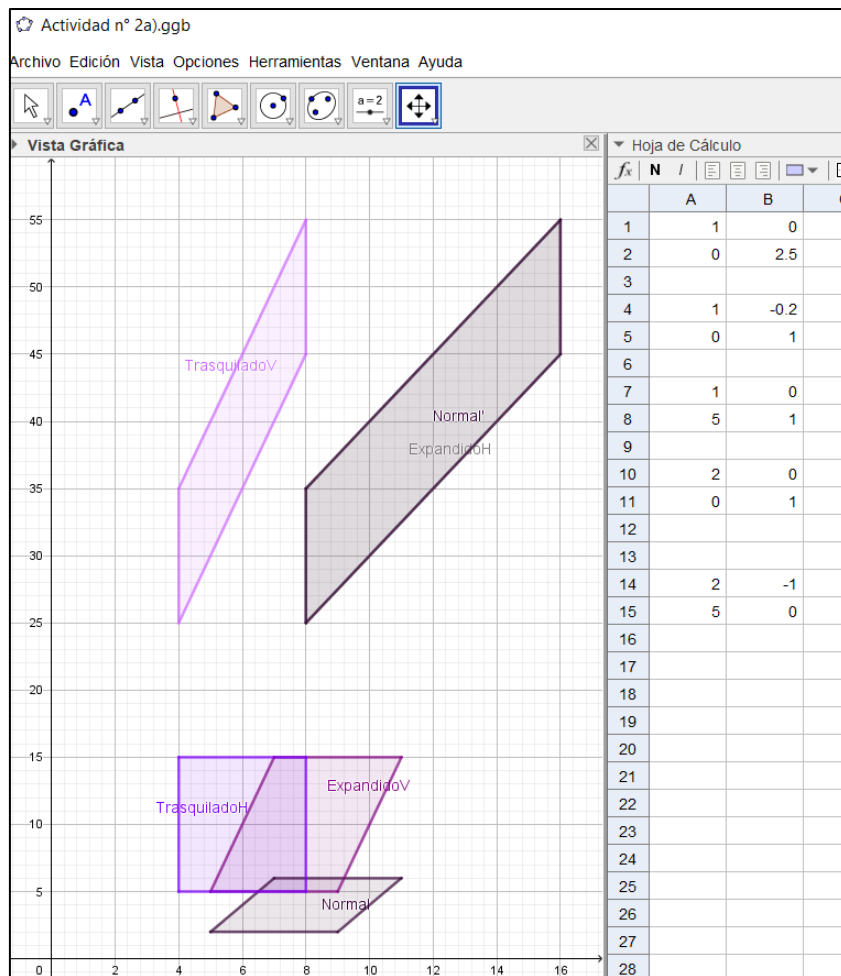 Actividad n° 2a).ggb
Archivo Edición Vista Opciones Herramientas Ventana Ayuda
A
a=2
Vista Gráfica
Hoja de Cálculo
fx N I
A B
1 1 0
2 0 2.5
3
4 1 -0.2
5 0 1
6
7 1 0
8 5 1
9
10 2 0
11 0 1
12
13
14 2 -1
15 5 0
16
17
18
19
20
21
22
23
24
25
26
27
28
55
50
45
TrasquiladoV
40
Normal'
ExpandidoH
35
30
25
20
15
ExpandidoV
TrasquiladoH
10
5
Normal
0
0 2 4 6 8 10 12 14 16